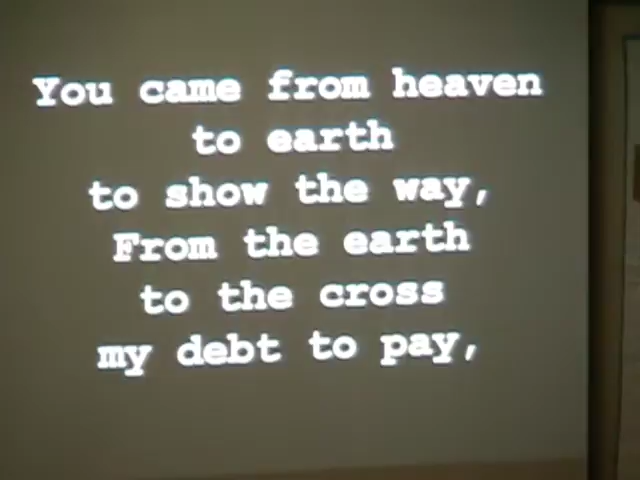 You came from heaven
to earth
to show the way,
From the earth
to the cross
my debt to pay,